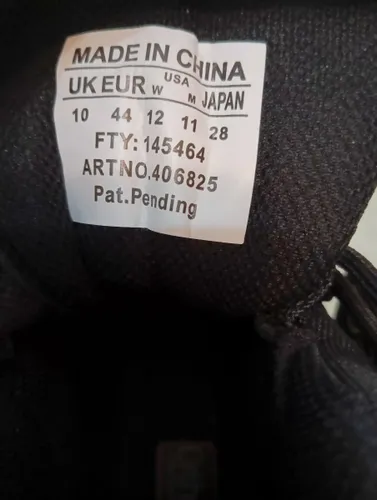 MADE IN CHINA
UK EUR W USA M JAPAN
10 44 12 11 28
FTY: 145464
ARTNO.406825
Pat.Pending